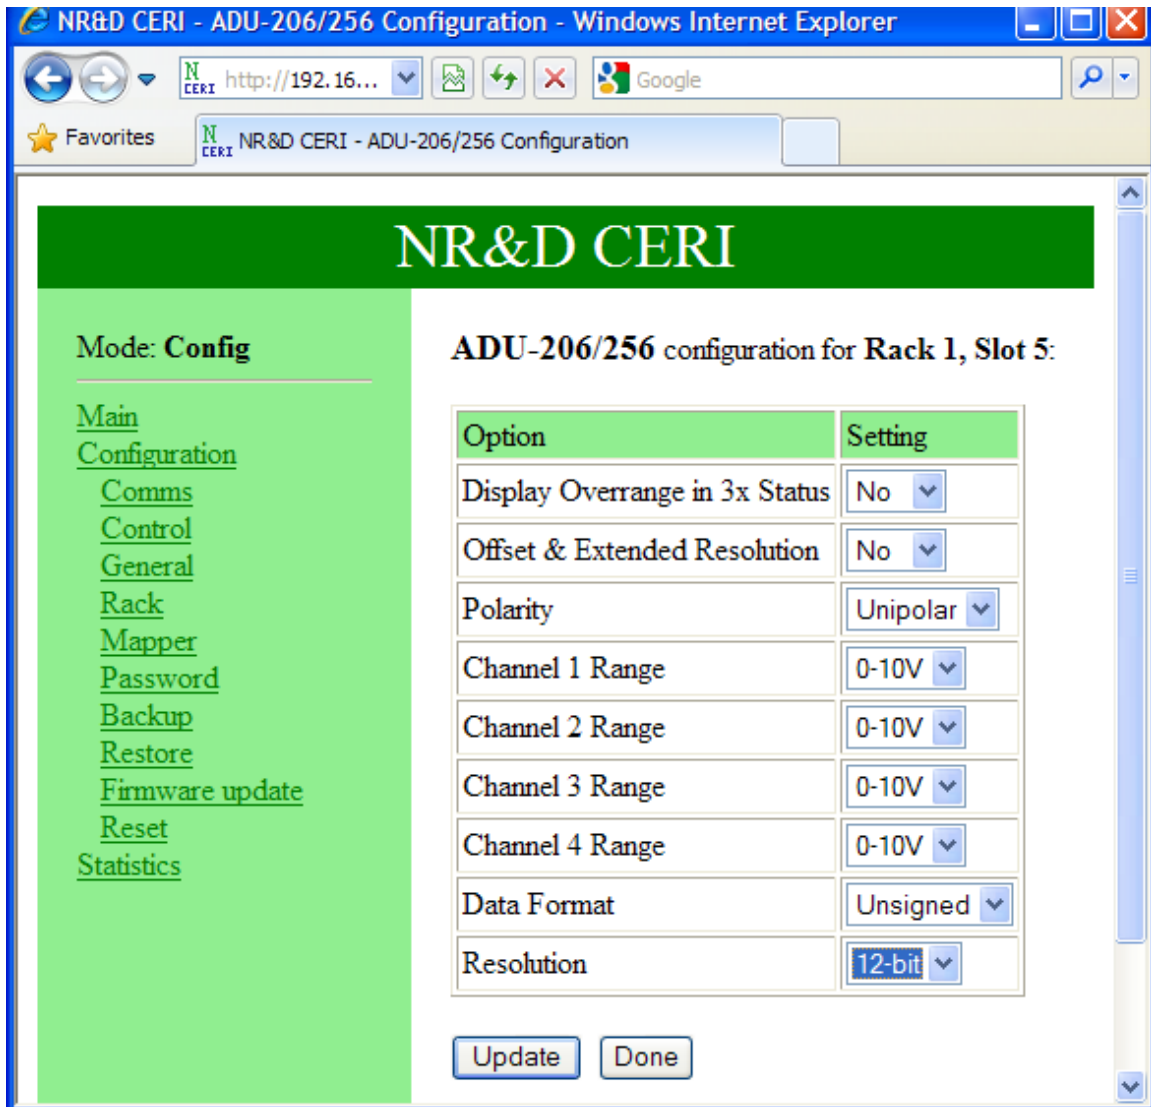 NR&D CERI - ADU-206/256 Configuration - Windows Internet Explorer
N CERI http://192.16... Google
Favorites N CERI NR&D CERI - ADU-206/256 Configuration
NR&D CERI
Mode: Config
Main
Configuration
Comms
Control
General
Rack
Mapper
Password
Backup
Restore
Firmware update
Reset
Statistics
ADU-206/256 configuration for Rack 1, Slot 5:
Option Setting
Display Overrange in 3x Status No
Offset & Extended Resolution No
Polarity Unipolar
Channel 1 Range 0-10V
Channel 2 Range 0-10V
Channel 3 Range 0-10V
Channel 4 Range 0-10V
Data Format Unsigned
Resolution 12-bit
Update Done